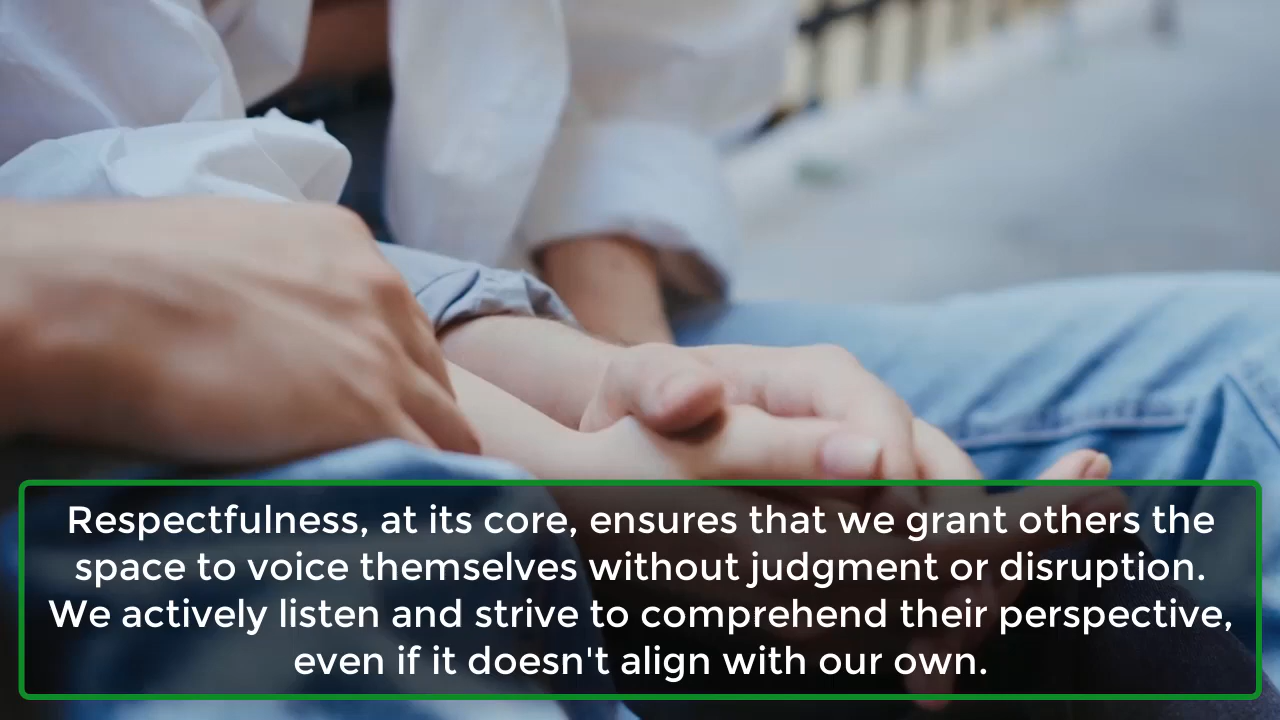 Respectfulness, at its core, ensures that we grant others the
space to voice themselves without judgment or disruption.
We actively listen and strive to comprehend their perspective,
even if it doesn't align with our own.